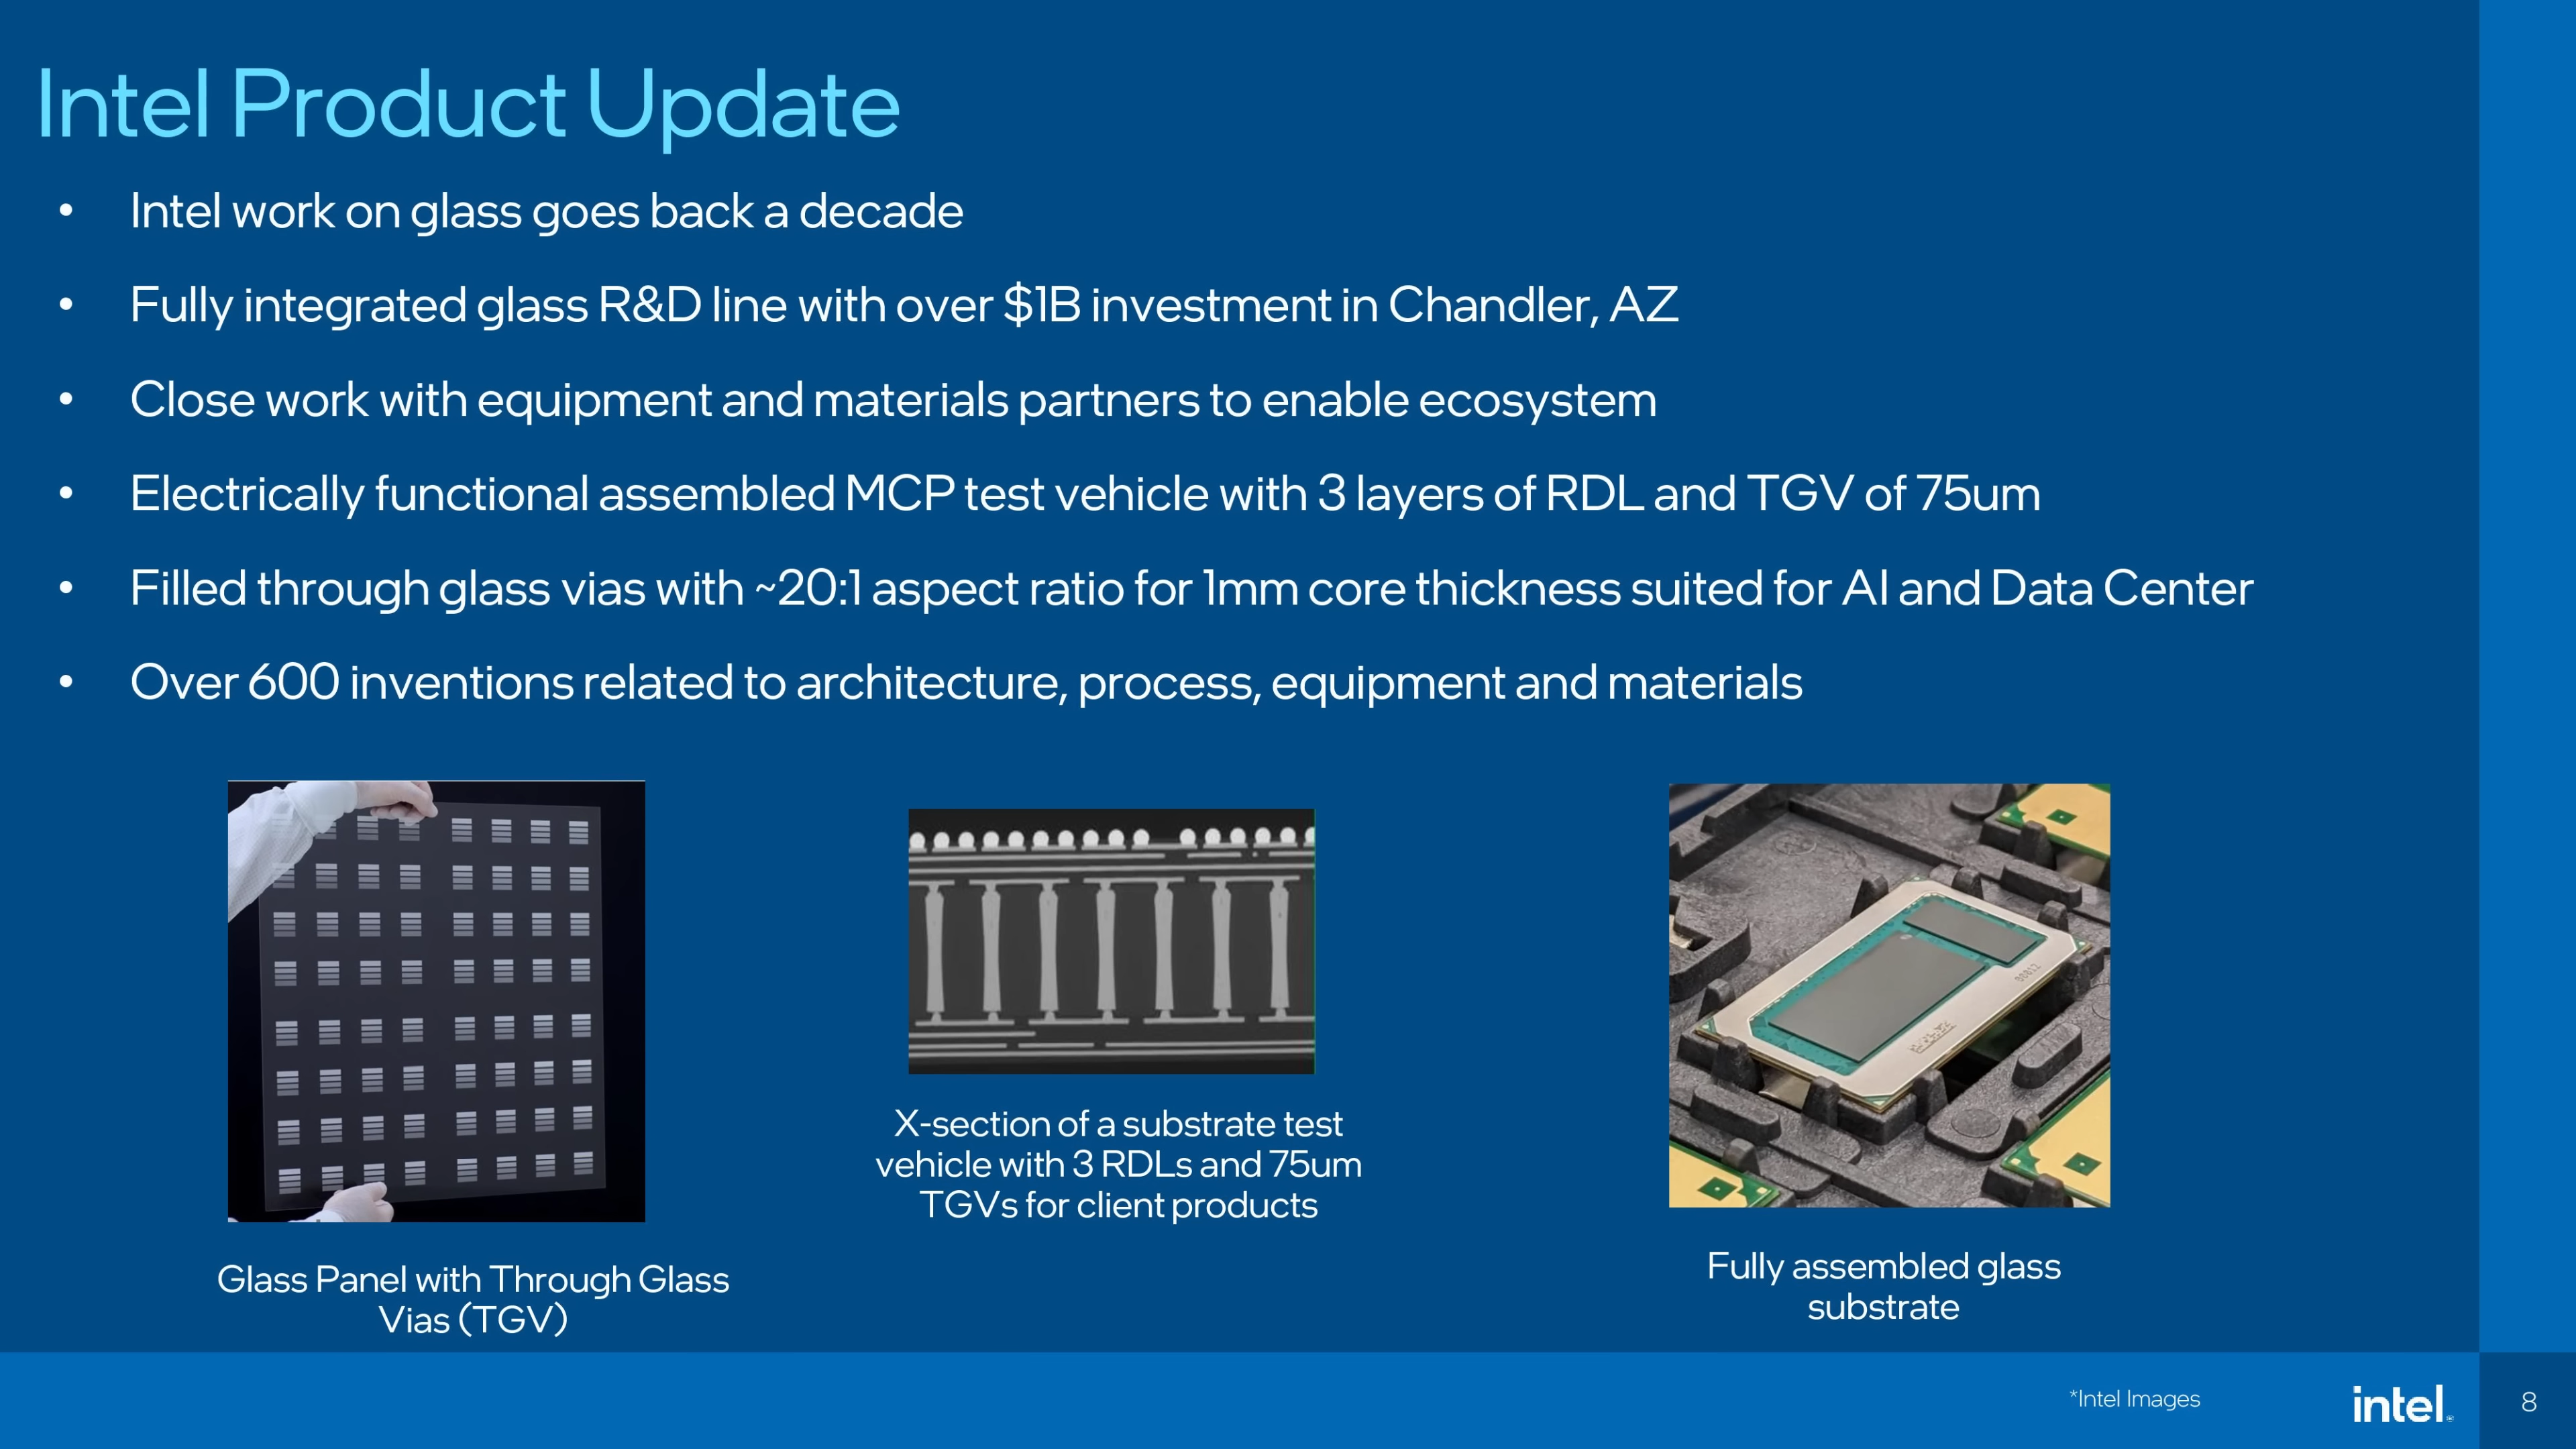 Intel Product Update
• Intel work on glass goes back a decade
• Fully integrated glass R&D line with over $1B investment in Chandler, AZ
• Close work with equipment and materials partners to enable ecosystem
• Electrically functional assembled MCP test vehicle with 3 layers of RDL and TGV of 75um
• Filled through glass vias with ~20:1 aspect ratio for 1mm core thickness suited for AI and Data Center
• Over 600 inventions related to architecture, process, equipment and materials
Glass Panel with Through Glass
Vias (TGV)
X-section of a substrate test
vehicle with 3 RDLs and 75um
TGVs for client products
Fully assembled glass
substrate
*Intel Images
intel.
8